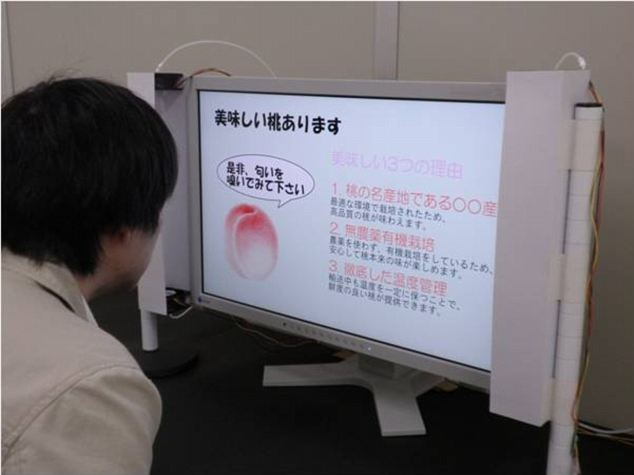 美味しい桃あります
是非、匂いを
嗅いでみて下さい
美味しい3つの理由
1. 桃の名産地である〇〇産
最適な環境で栽培されたため、
高品質の桃が味わえます。
2. 無農薬有機栽培
農薬を使わず、有機栽培をしているため、
安心して桃本来の味が楽しめます。
3. 徹底した温度管理
輸送中も温度を一定に保つことで、
鮮度の良い桃が提供できます。